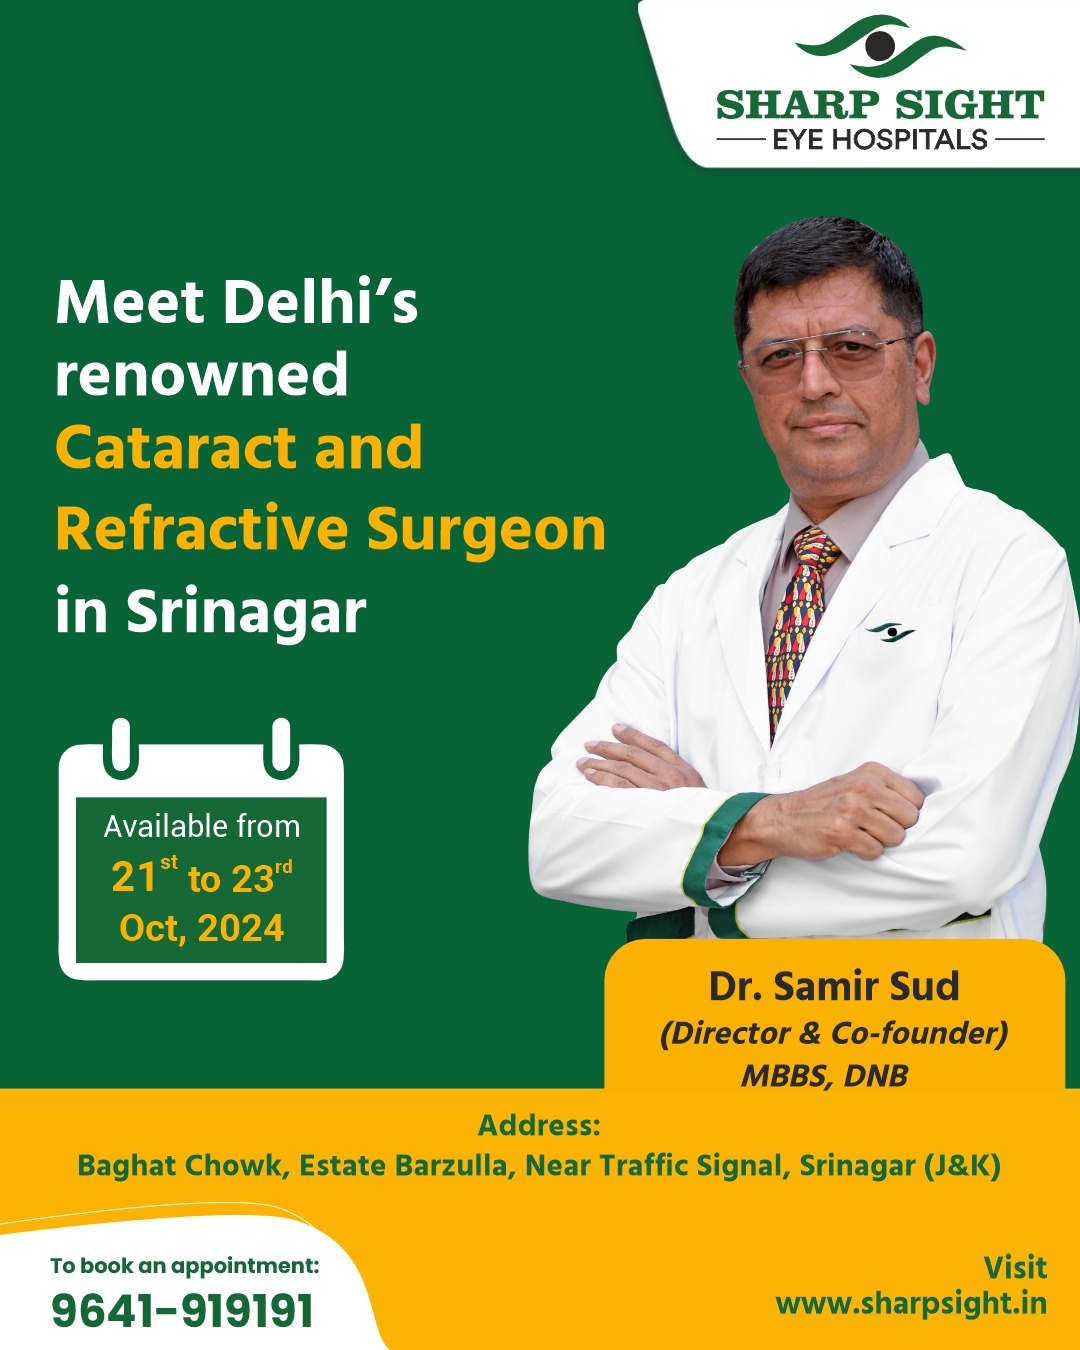 SHARP SIGHT
EYE HOSPITALS
Meet Delhi’s
renowned
Cataract and
Refractive Surgeon
in Srinagar
Available from
21st to 23rd
Oct, 2024
Dr. Samir Sud
(Director & Co-founder)
MBBS, DNB
Address:
Baghat Chowk, Estate Barzulla, Near Traffic Signal, Srinagar (J&K)
To book an appointment:
9641-919191
Visit
www.sharpsight.in